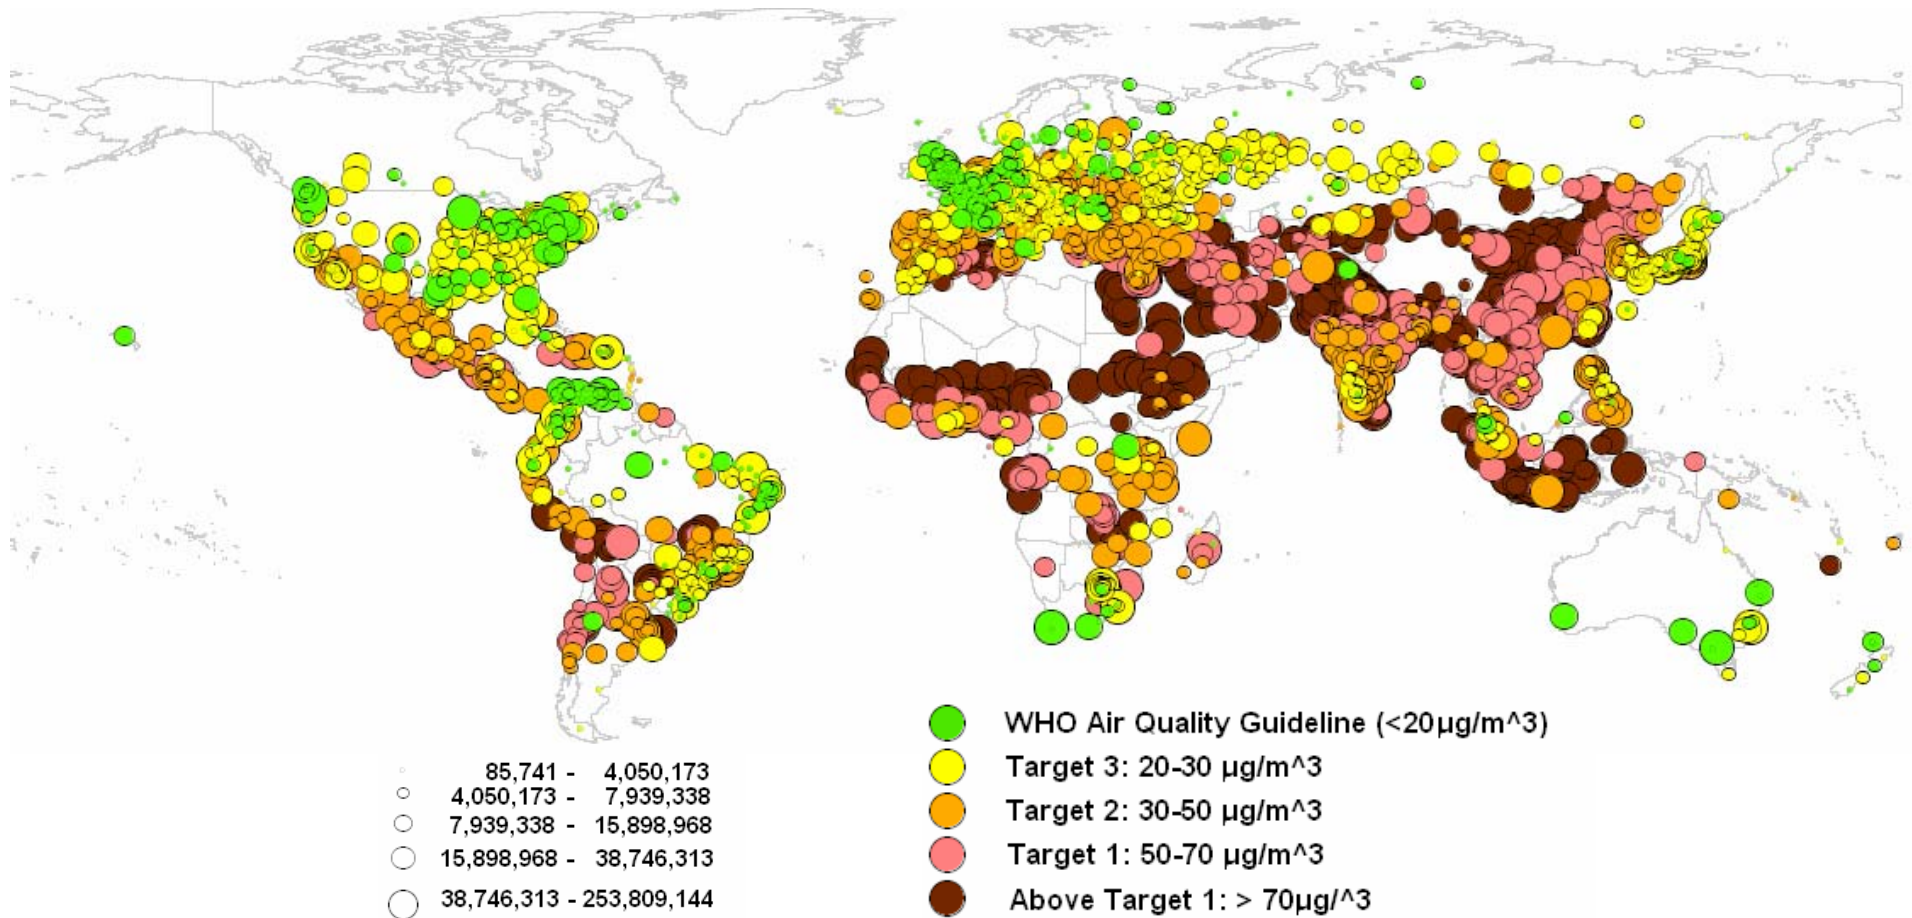 WHO Air Quality Guideline (<20µg/m^3)
Target 3: 20-30 µg/m^3
Target 2: 30-50 µg/m^3
Target 1: 50-70 µg/m^3
Above Target 1: > 70µg/^3
85,741 - 4,050,173
4,050,173 - 7,939,338
7,939,338 - 15,898,968
15,898,968 - 38,746,313
38,746,313 - 253,809,144